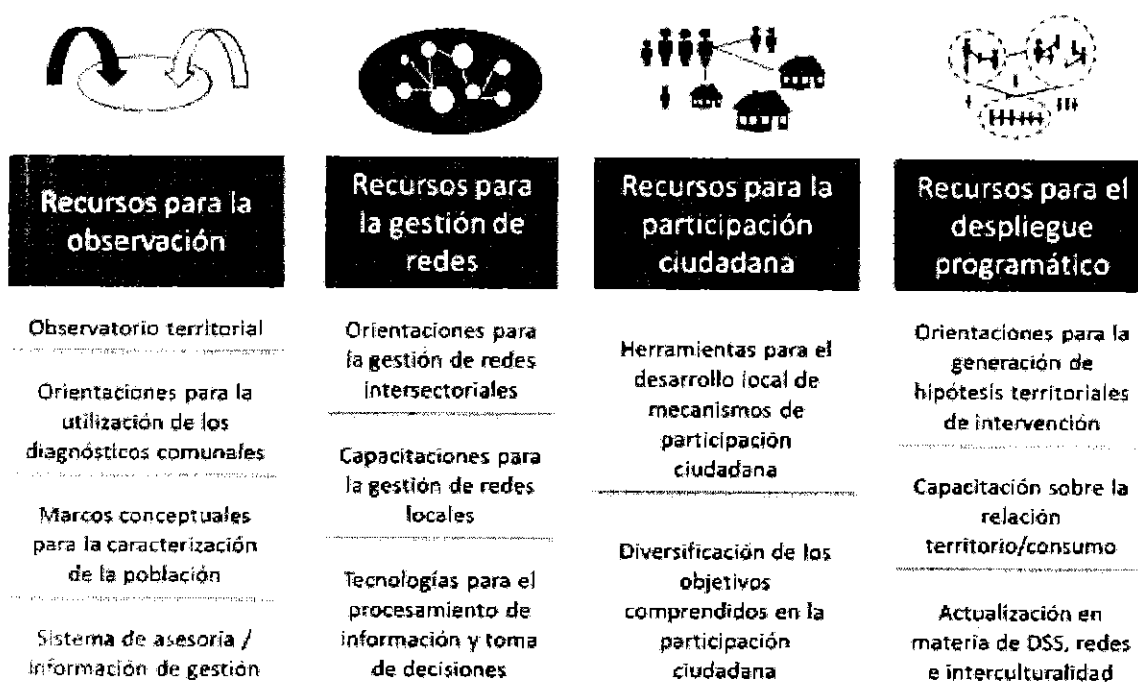 Recursos para la
observación
Observatorio territorial
Orientaciones para la
utilización de los
diagnósticos comunales
Marcos conceptuales
para la caracterización
de la población
Sistema de asesoría /
información de gestión
Recursos para
la gestión de
redes
Orientaciones para
la gestión de redes
intersectoriales
Capacitaciones para
la gestión de redes
locales
Tecnologías para el
procesamiento de
información y toma
de decisiones
Recursos para la
participación
ciudadana
Herramientas para el
desarrollo local de
mecanismos de
participación
ciudadana
Diversificación de los
objetivos
comprendidos en la
participación
ciudadana
Recursos para el
despliegue
programático
Orientaciones para la
generación de
hipótesis territoriales
de intervención
Capacitación sobre la
relación
territorio/consumo
Actualización en
materia de DSS, redes
e interculturalidad